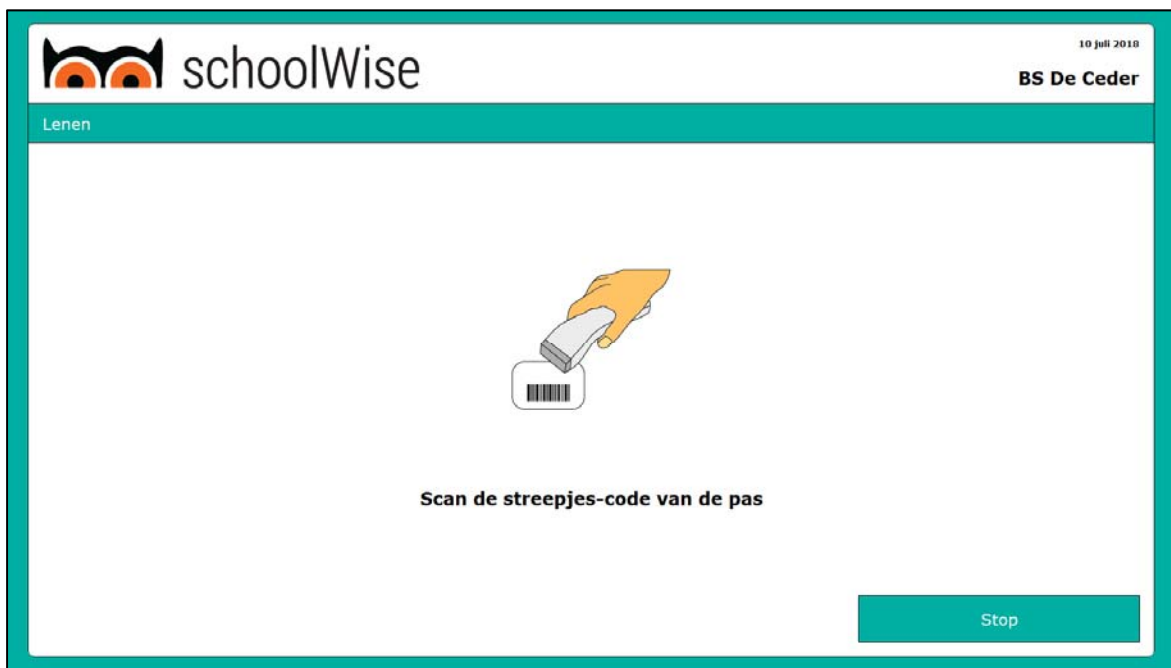 schoolWise
10 juli 2018
BS De Ceder
Lenen
Scan de streepjes-code van de pas
Stop